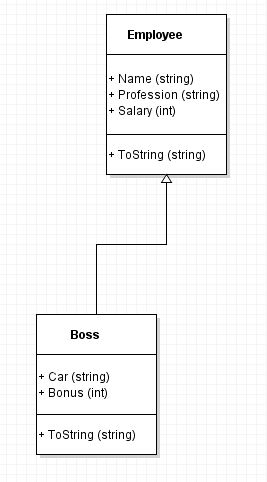 Employee
+ Name (string)
+ Profession (string)
+ Salary (int)
+ ToString (string)
Boss
+ Car (string)
+ Bonus (int)
+ ToString (string)